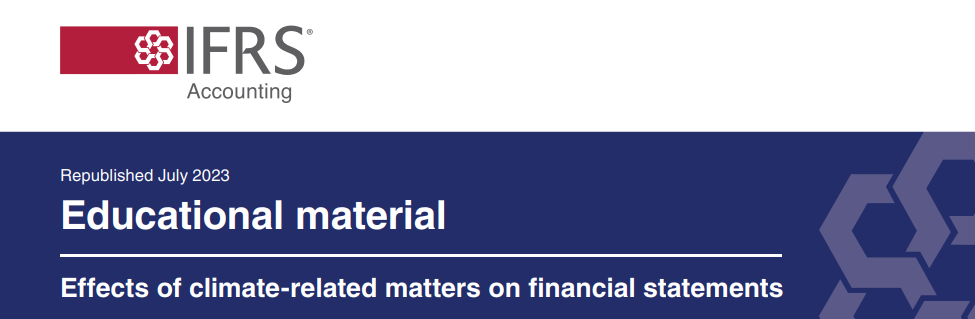 IFRS®
Accounting
Republished July 2023
Educational material
Effects of climate-related matters on financial statements